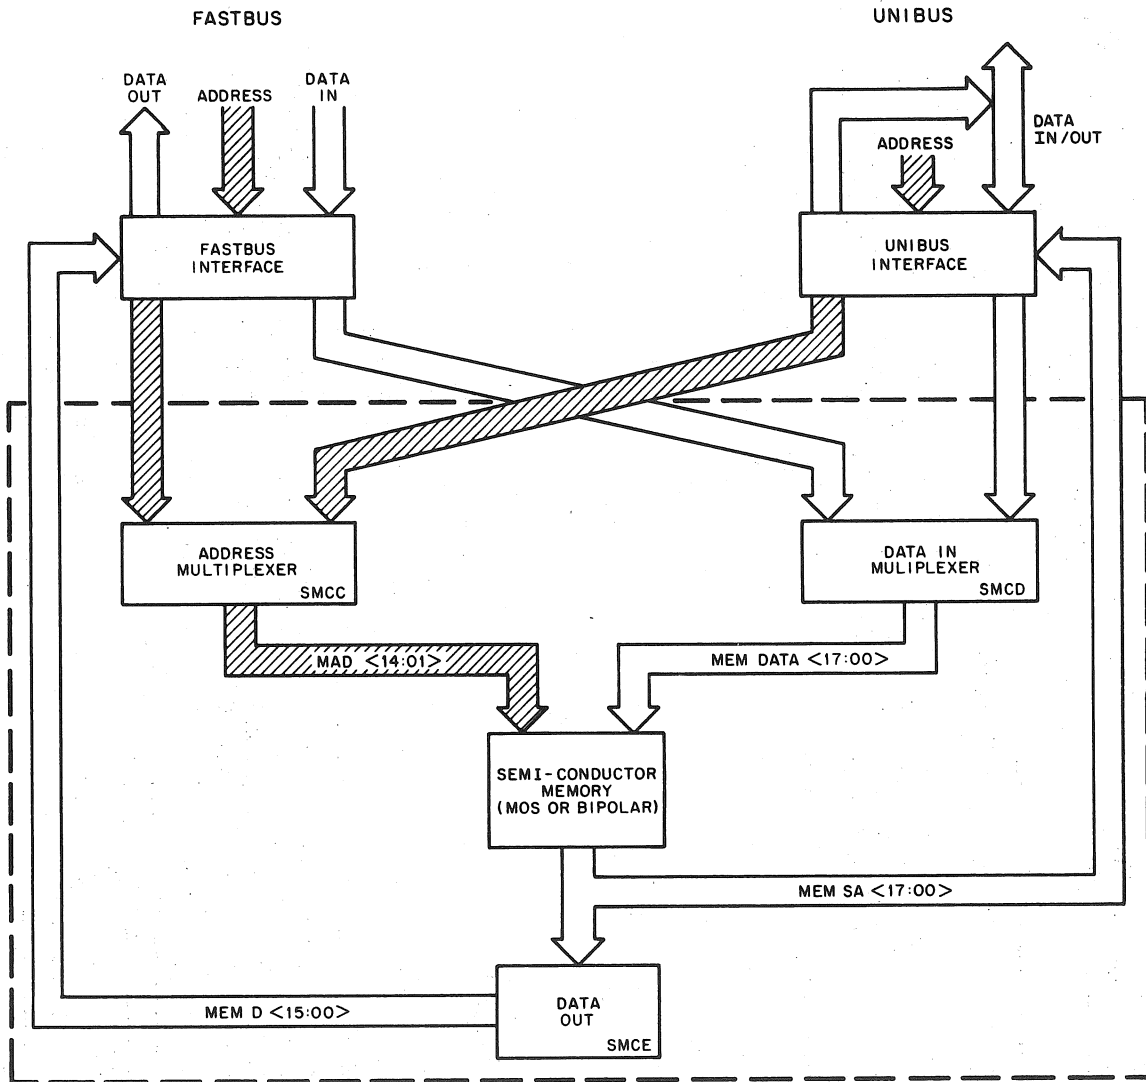 FASTBUS
UNIBUS
DATA
OUT
ADDRESS
DATA
IN
ADDRESS
DATA
IN/OUT
FASTBUS
INTERFACE
UNIBUS
INTERFACE
ADDRESS
MULTIPLEXER
SMCC
DATA IN
MULIPLEXER
SMCD
MAD <14:01>
MEM DATA <17:00>
SEMI-CONDUCTOR
MEMORY
(MOS OR BIPOLAR)
MEM SA <17:00>
MEM D <15:00>
DATA
OUT
SMCE